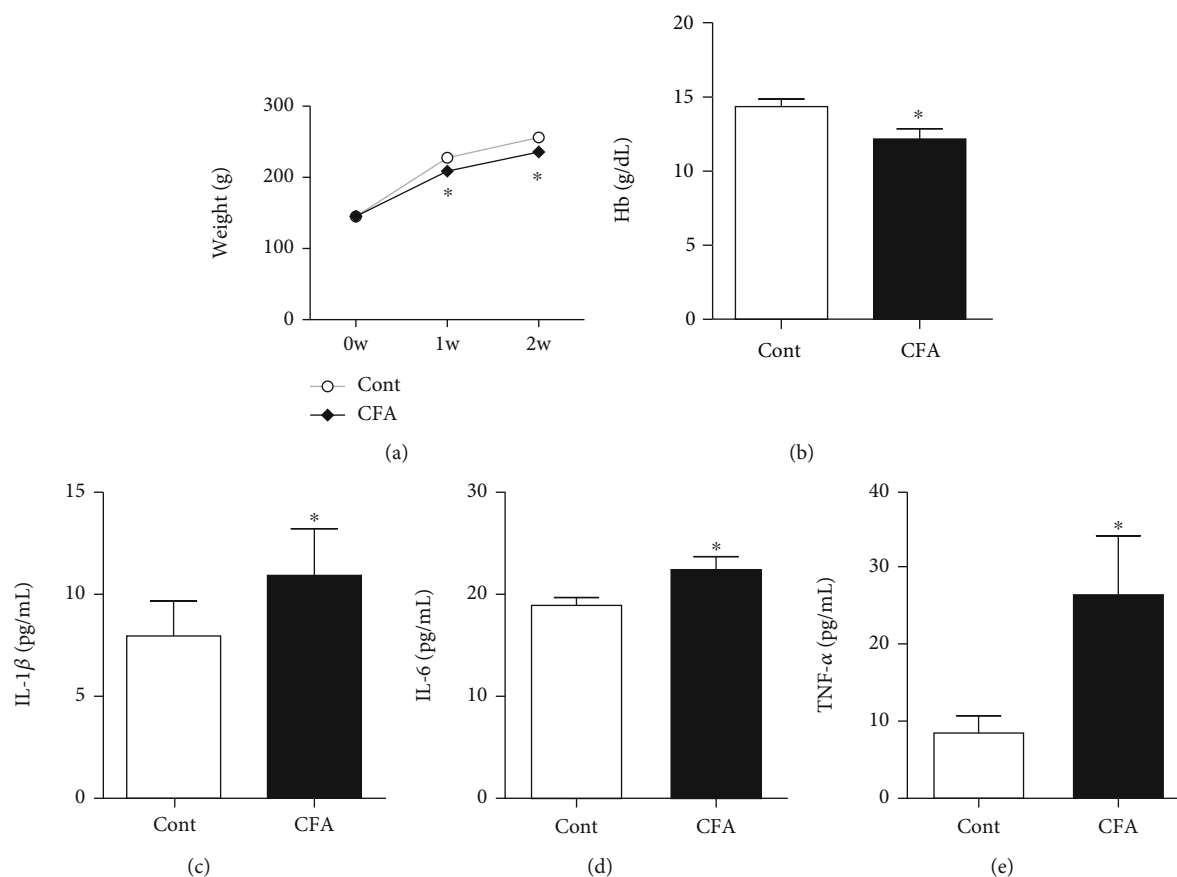 300
200
100
0
Weight (g)
0w 1w 2w
* *
Cont
CFA
(a)
20
15
10
5
0
Hb (g/dL)
*
Cont CFA
(b)
15
10
5
0
IL-1β (pg/mL)
*
Cont CFA
(c)
30
20
10
0
IL-6 (pg/mL)
*
Cont CFA
(d)
40
30
20
10
0
TNF-α (pg/mL)
*
Cont CFA
(e)